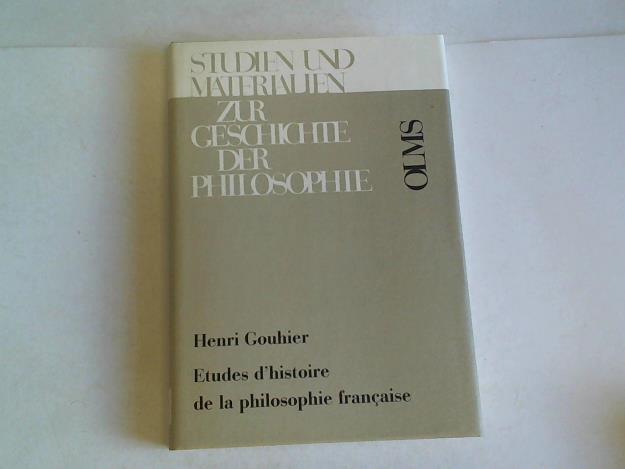 STUDIEN UND
MATERIALIEN
ZUR
GESCHICHTE
DER
PHILOSOPHIE
OLMS
Henri Gouhier
Etudes d'histoire
de la philosophie française